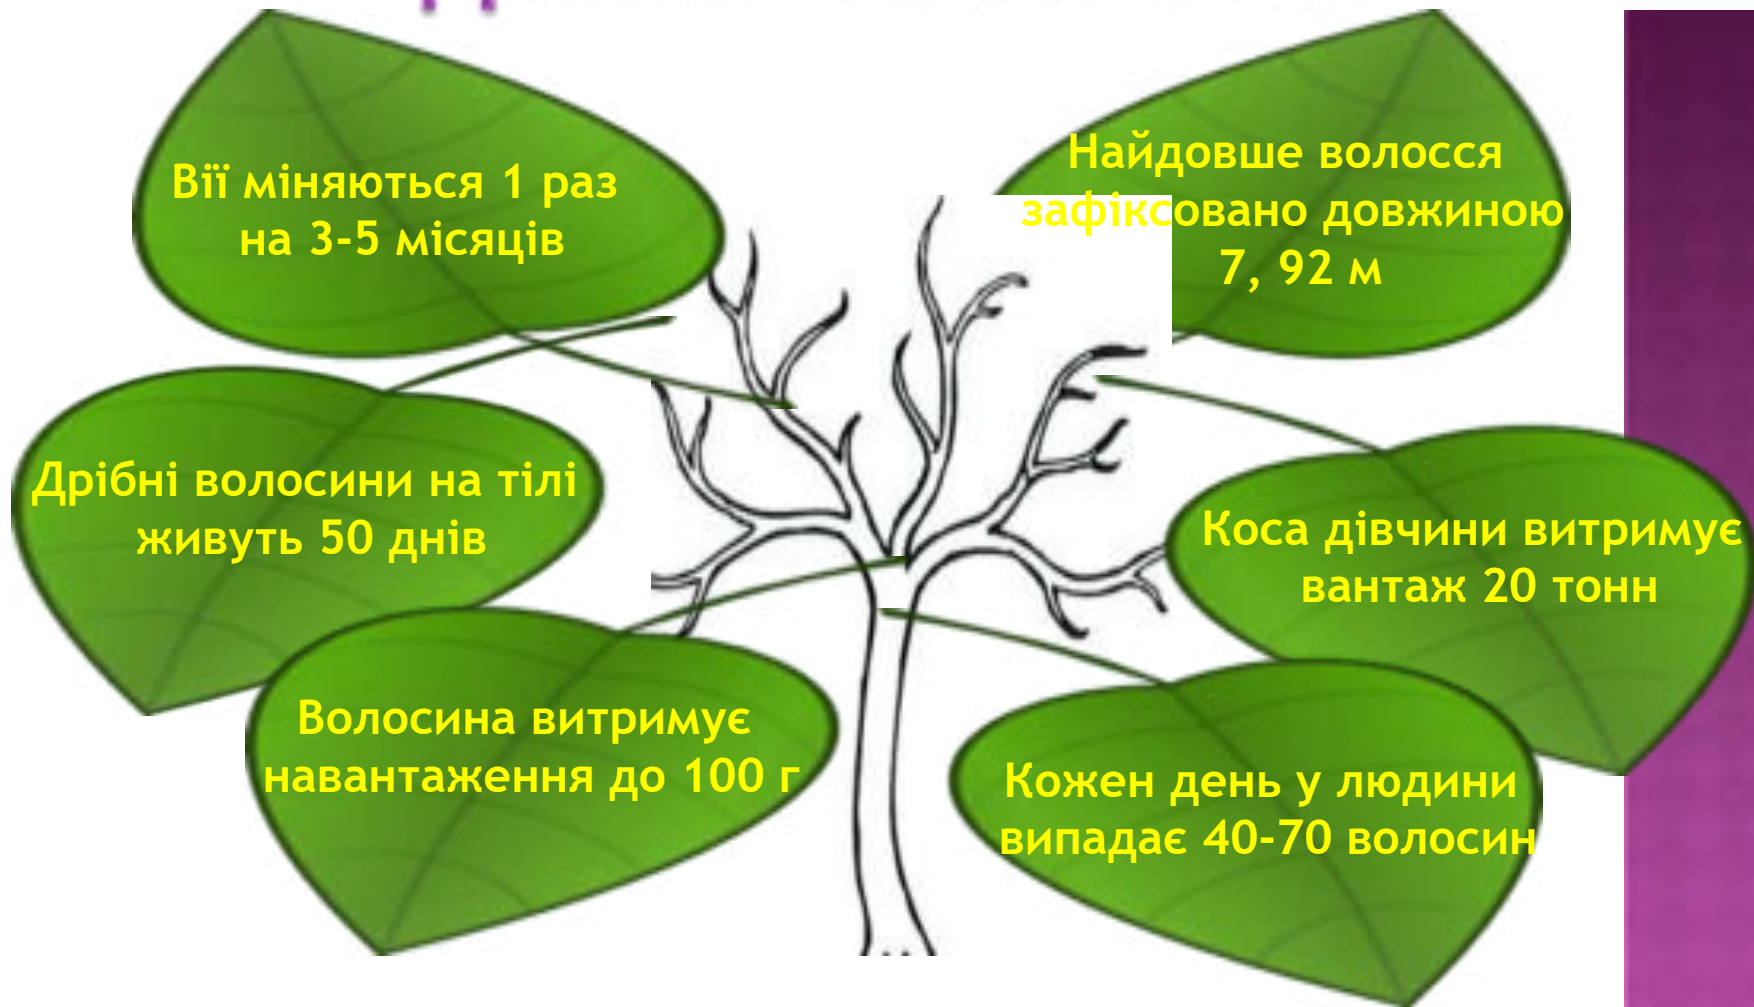 Вії міняються 1 раз
на 3-5 місяців
Найдовше волосся
зафіксовано довжиною
7, 92 м
Дрібні волосини на тілі
живуть 50 днів
Коса дівчини витримує
вантаж 20 тонн
Волосина витримує
навантаження до 100 г
Кожен день у людини
випадає 40-70 волосин